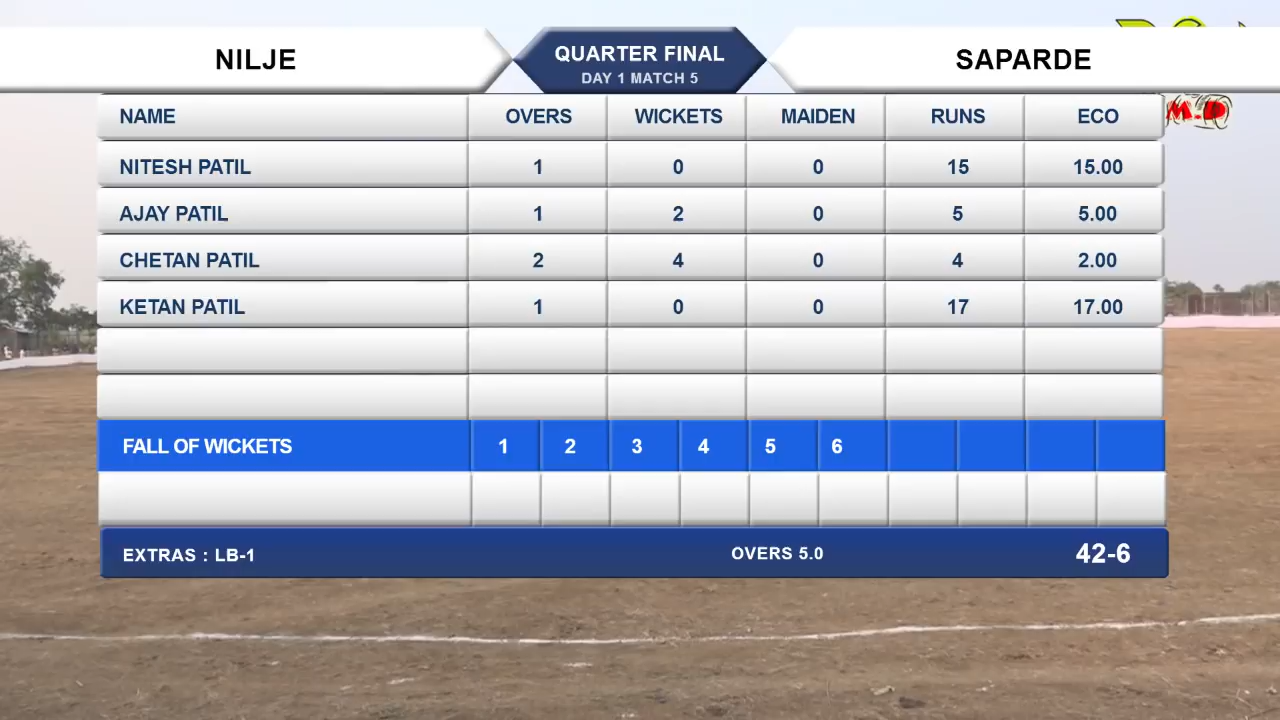 NILJE
QUARTER FINAL
DAY 1 MATCH 5
SAPARDE
NAME OVERS WICKETS MAIDEN RUNS ECO
NITESH PATIL 1 0 0 15 15.00
AJAY PATIL 1 2 0 5 5.00
CHETAN PATIL 2 4 0 4 2.00
KETAN PATIL 1 0 0 17 17.00
FALL OF WICKETS 1 2 3 4 5 6
EXTRAS : LB-1 OVERS 5.0 42-6
M.D